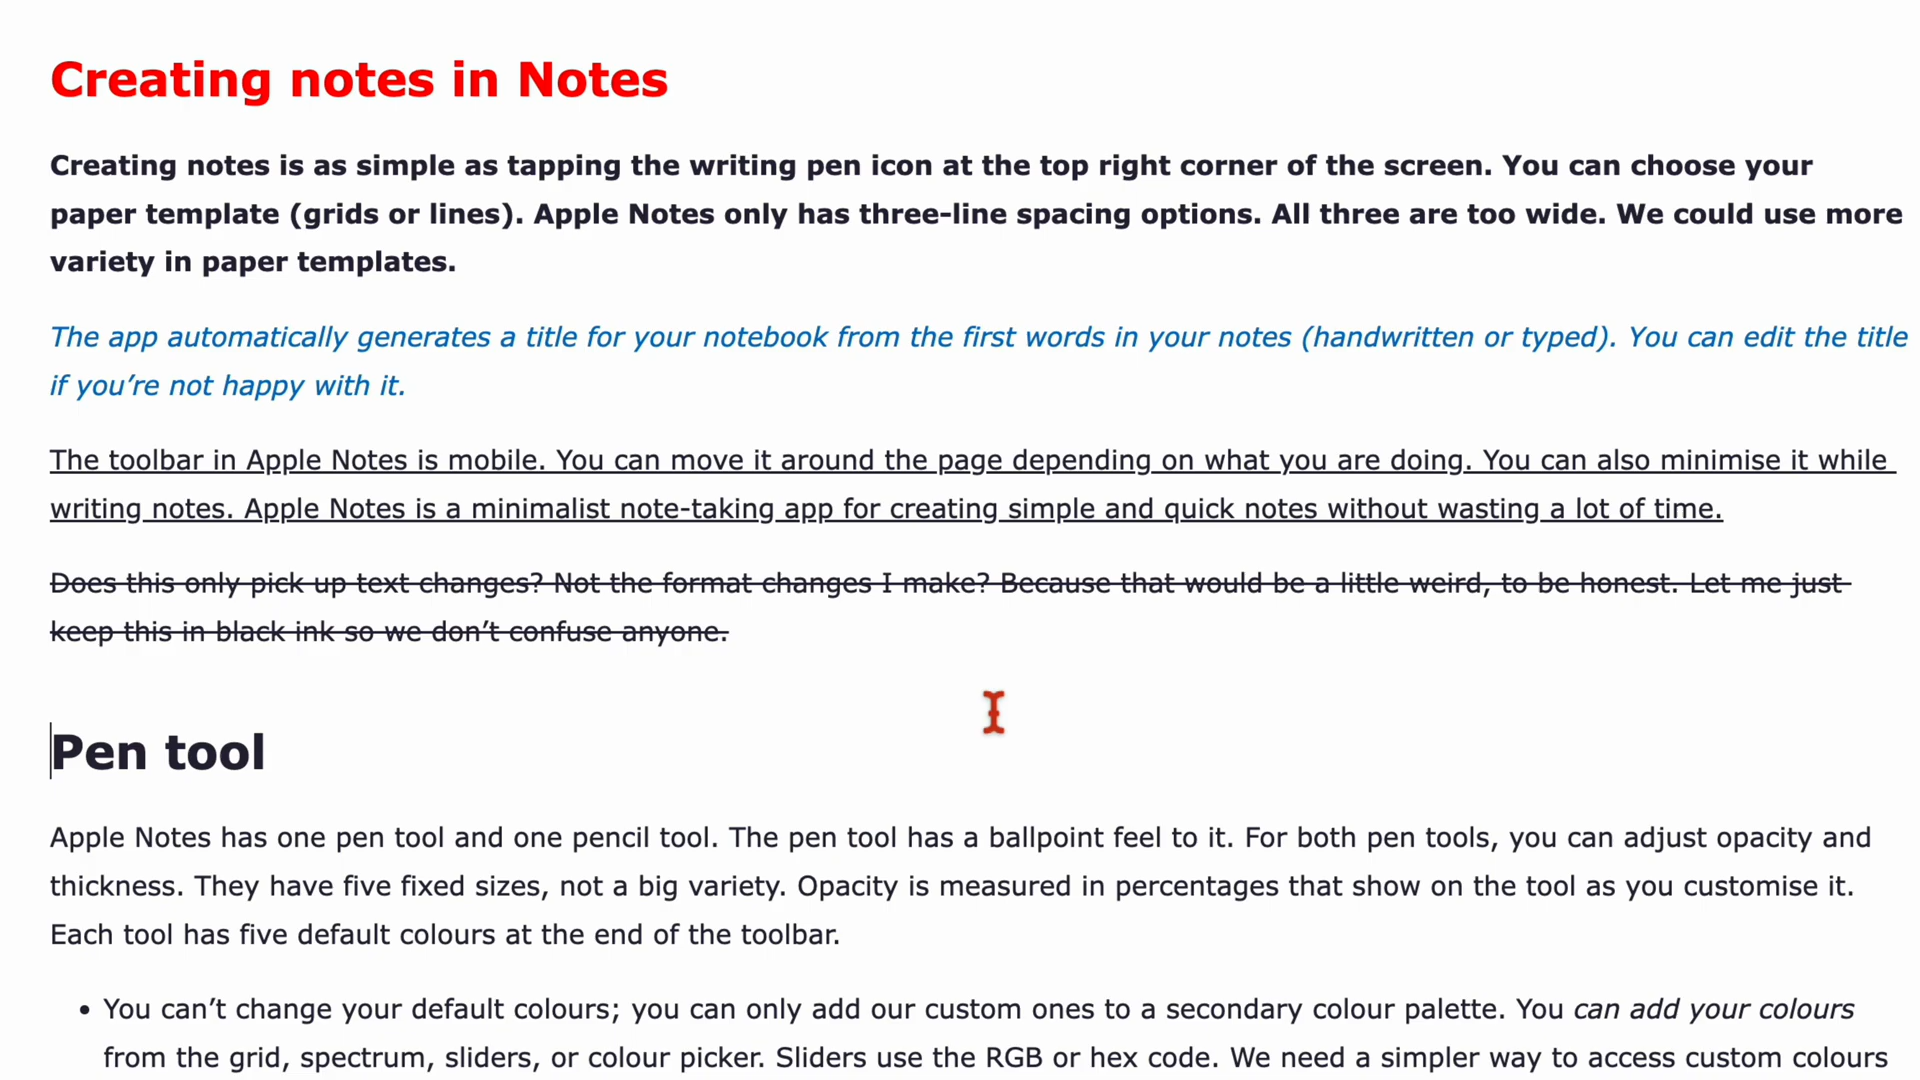 Creating notes in Notes
Creating notes is as simple as tapping the writing pen icon at the top right corner of the screen. You can choose your
paper template (grids or lines). Apple Notes only has three-line spacing options. All three are too wide. We could use more
variety in paper templates.
The app automatically generates a title for your notebook from the first words in your notes (handwritten or typed). You can edit the title
if you’re not happy with it.
The toolbar in Apple Notes is mobile. You can move it around the page depending on what you are doing. You can also minimise it while
writing notes. Apple Notes is a minimalist note-taking app for creating simple and quick notes without wasting a lot of time.
Does this only pick up text changes? Not the format changes I make? Because that would be a little weird, to be honest. Let me just
keep this in black ink so we don’t confuse anyone.
Pen tool
Apple Notes has one pen tool and one pencil tool. The pen tool has a ballpoint feel to it. For both pen tools, you can adjust opacity and
thickness. They have five fixed sizes, not a big variety. Opacity is measured in percentages that show on the tool as you customise it.
Each tool has five default colours at the end of the toolbar.
• You can’t change your default colours; you can only add our custom ones to a secondary colour palette. You can add your colours
from the grid, spectrum, sliders, or colour picker. Sliders use the RGB or hex code. We need a simpler way to access custom colours